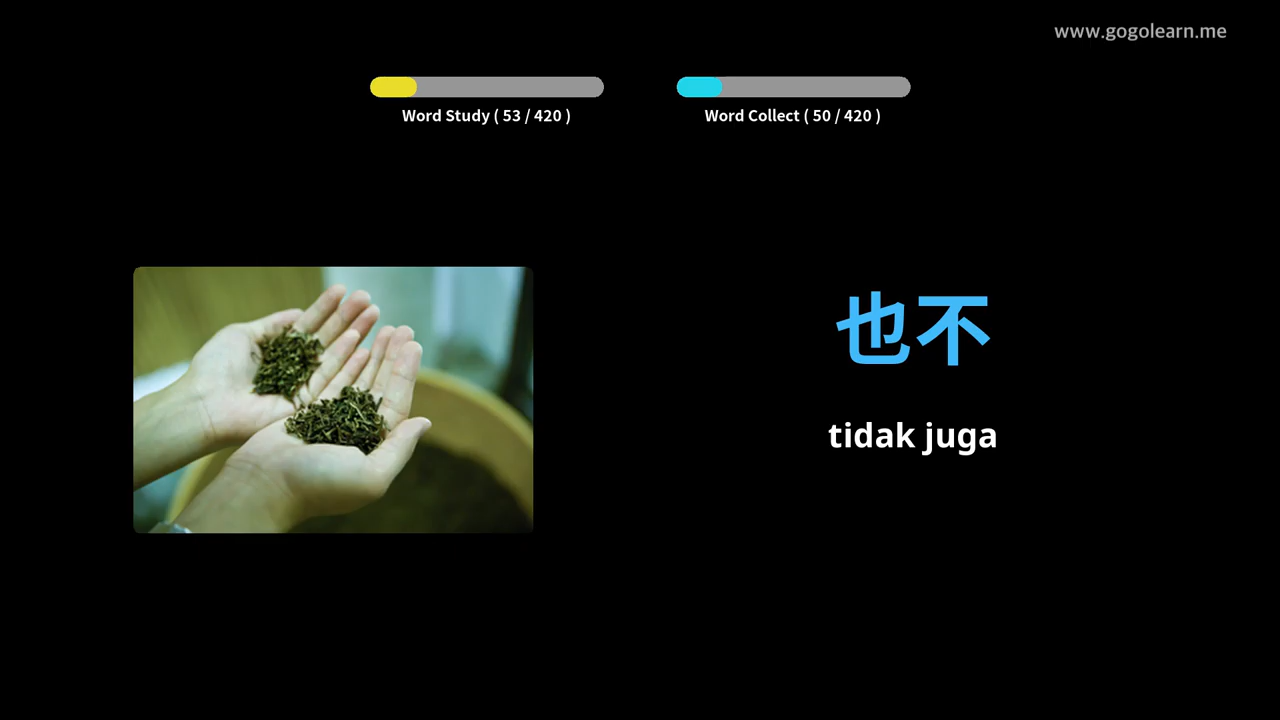 www.gogolearn.me
Word Study ( 53 / 420 )
Word Collect ( 50 / 420 )
也不
tidak juga